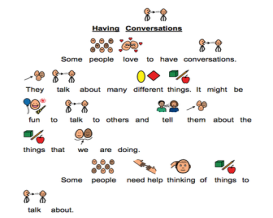 Having Conversations
Some people love to have conversations.
They talk about many different things. It might be
fun to talk to others and tell them about the
things that we are doing.
Some people need help thinking of things to
talk about.